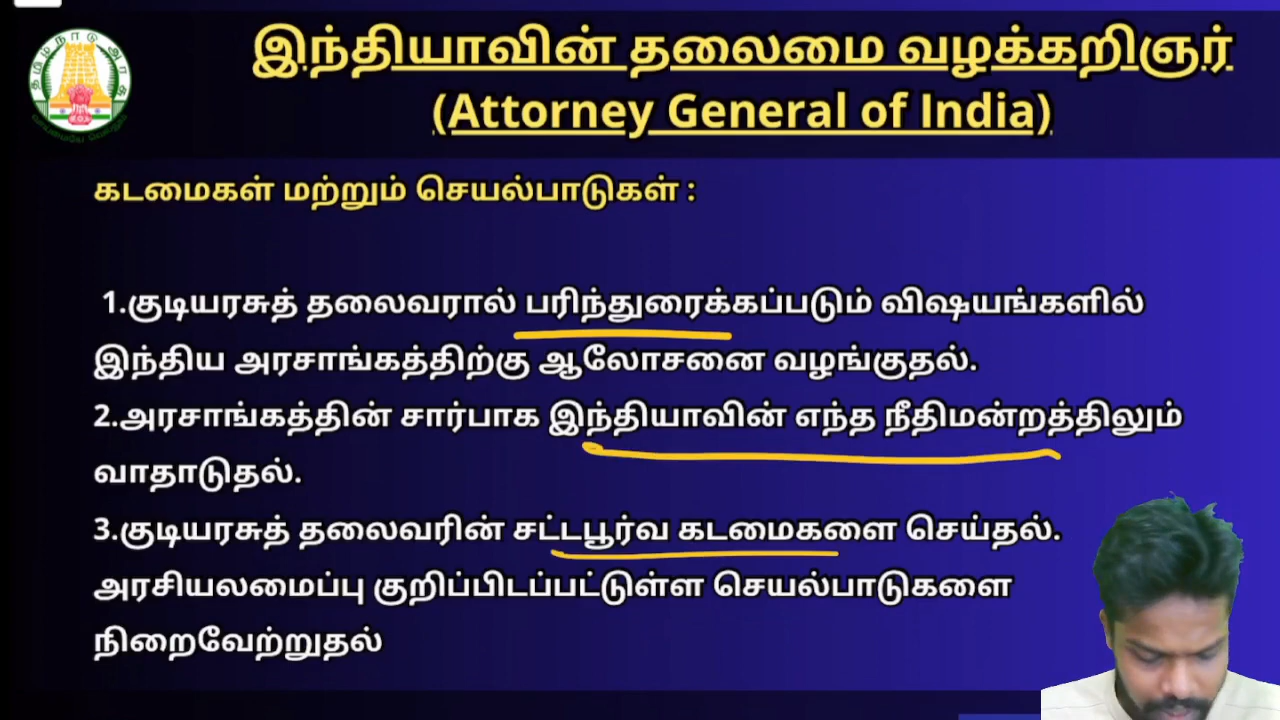 இந்தியாவின் தலைமை வழக்கறிஞர்
(Attorney General of India)
கடமைகள் மற்றும் செயல்பாடுகள் :
1.குடியரசுத் தலைவரால் பரிந்துரைக்கப்படும் விஷயங்களில்
இந்திய அரசாங்கத்திற்கு ஆலோசனை வழங்குதல்.
2.அரசாங்கத்தின் சார்பாக இந்தியாவின் எந்த நீதிமன்றத்திலும்
வாதாடுதல்.
3.குடியரசுத் தலைவரின் சட்டபூர்வ கடமைகளை செய்தல்.
அரசியலமைப்பு குறிப்பிடப்பட்டுள்ள செயல்பாடுகளை
நிறைவேற்றுதல்